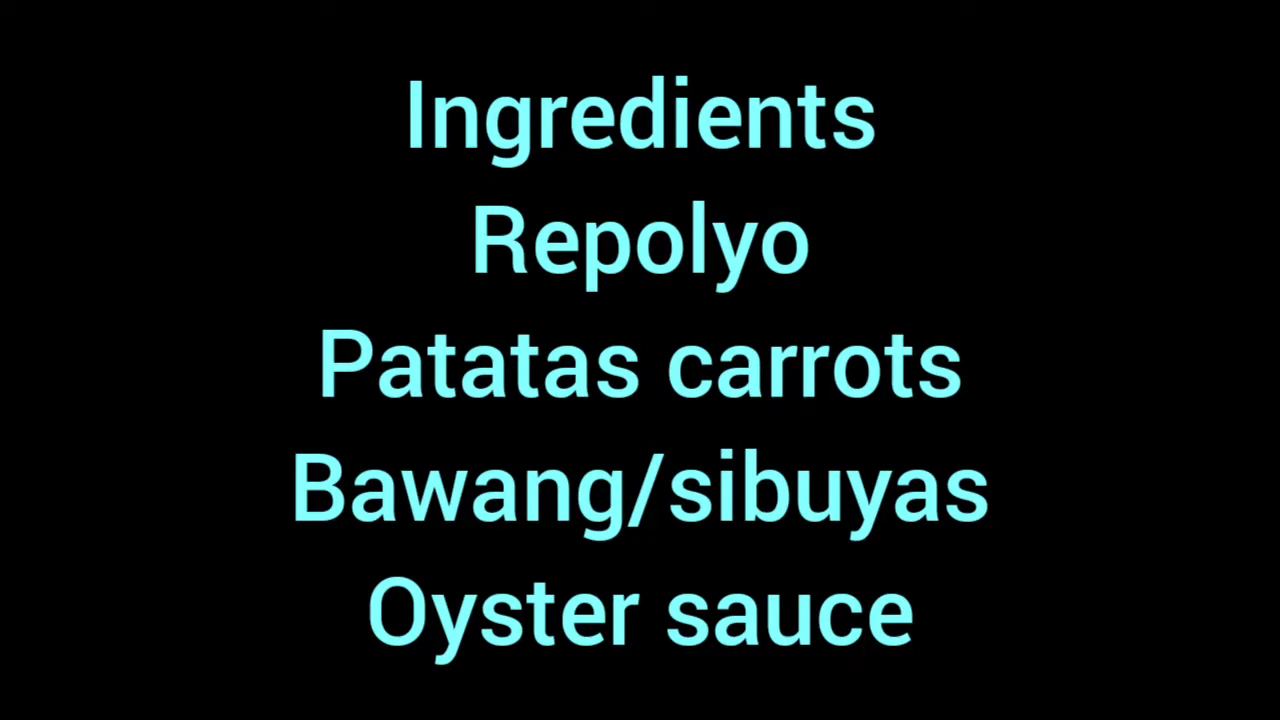 Ingredients
Repolyo
Patatas carrots
Bawang/sibuyas
Oyster sauce